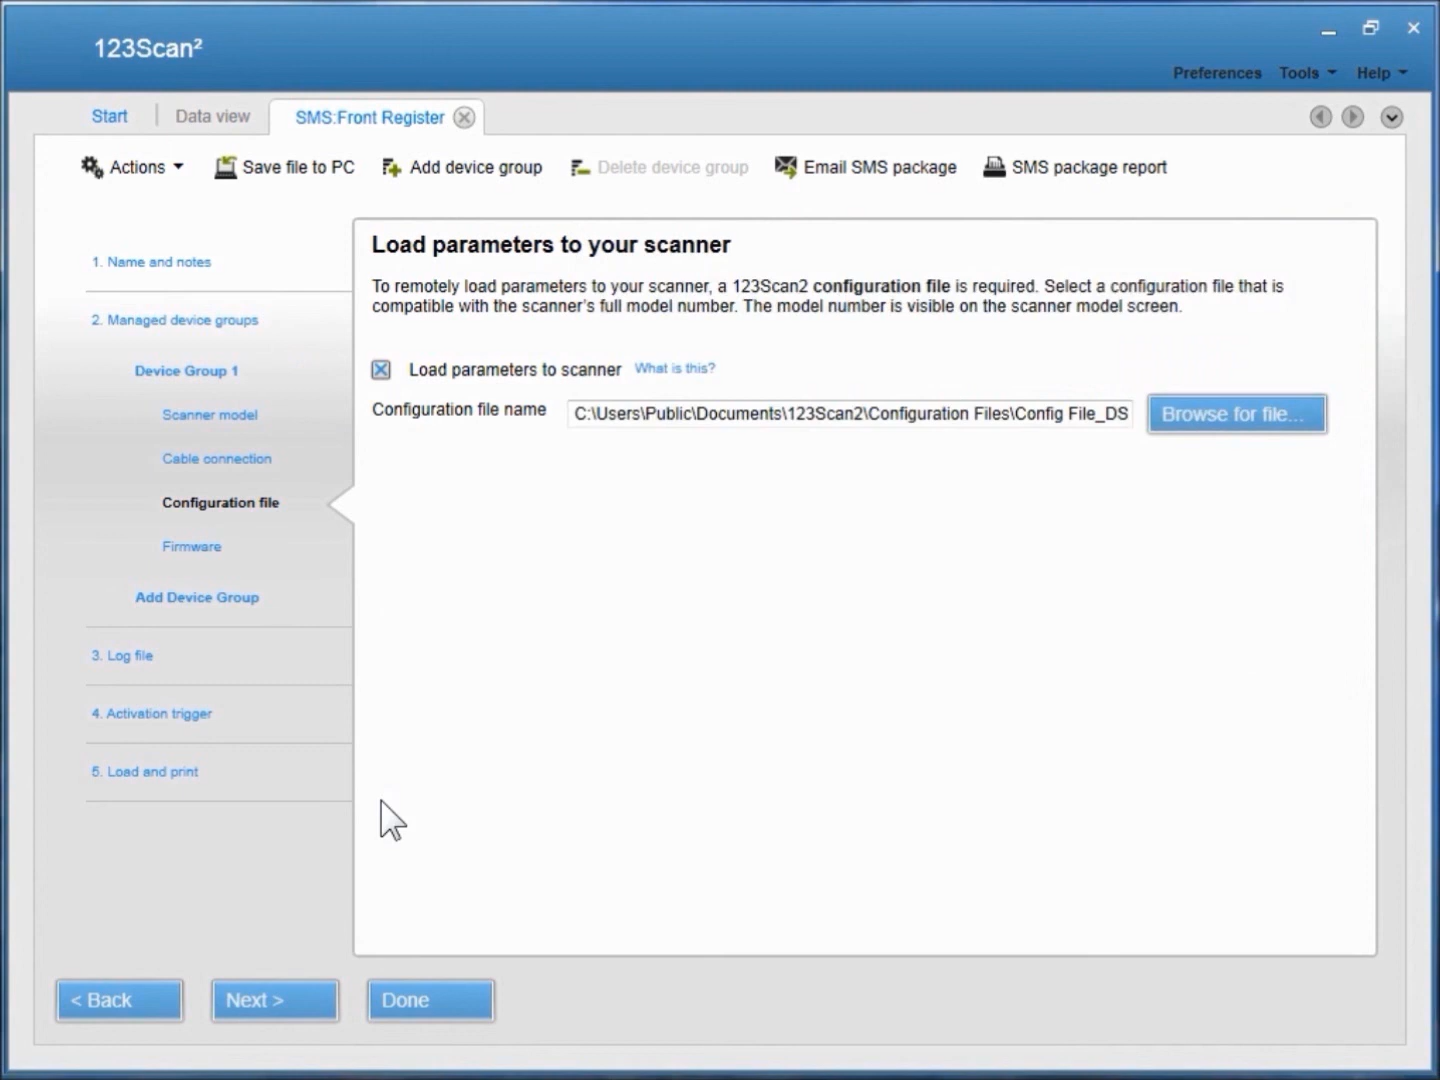 123Scan²
Preferences Tools Help
Start Data view SMS:Front Register
Actions Save file to PC Add device group Delete device group Email SMS package SMS package report
Load parameters to your scanner
To remotely load parameters to your scanner, a 123Scan2 configuration file is required. Select a configuration file that is
compatible with the scanner's full model number. The model number is visible on the scanner model screen.
Load parameters to scanner What is this?
Configuration file name C:\Users\Public\Documents\123Scan2\Configuration Files\Config File_DS Browse for file...
1. Name and notes
2. Managed device groups
Device Group 1
Scanner model
Cable connection
Configuration file
Firmware
Add Device Group
3. Log file
4. Activation trigger
5. Load and print
< Back Next > Done